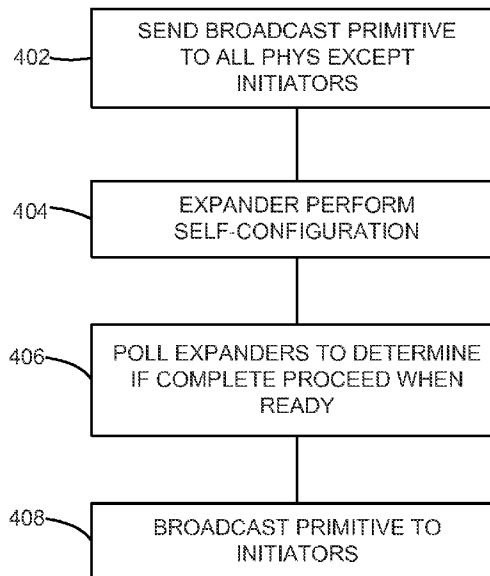 402
SEND BROADCAST PRIMITIVE
TO ALL PHYS EXCEPT
INITIATORS
404
EXPANDER PERFORM
SELF-CONFIGURATION
406
POLL EXPANDERS TO DETERMINE
IF COMPLETE PROCEED WHEN
READY
408
BROADCAST PRIMITIVE TO
INITIATORS